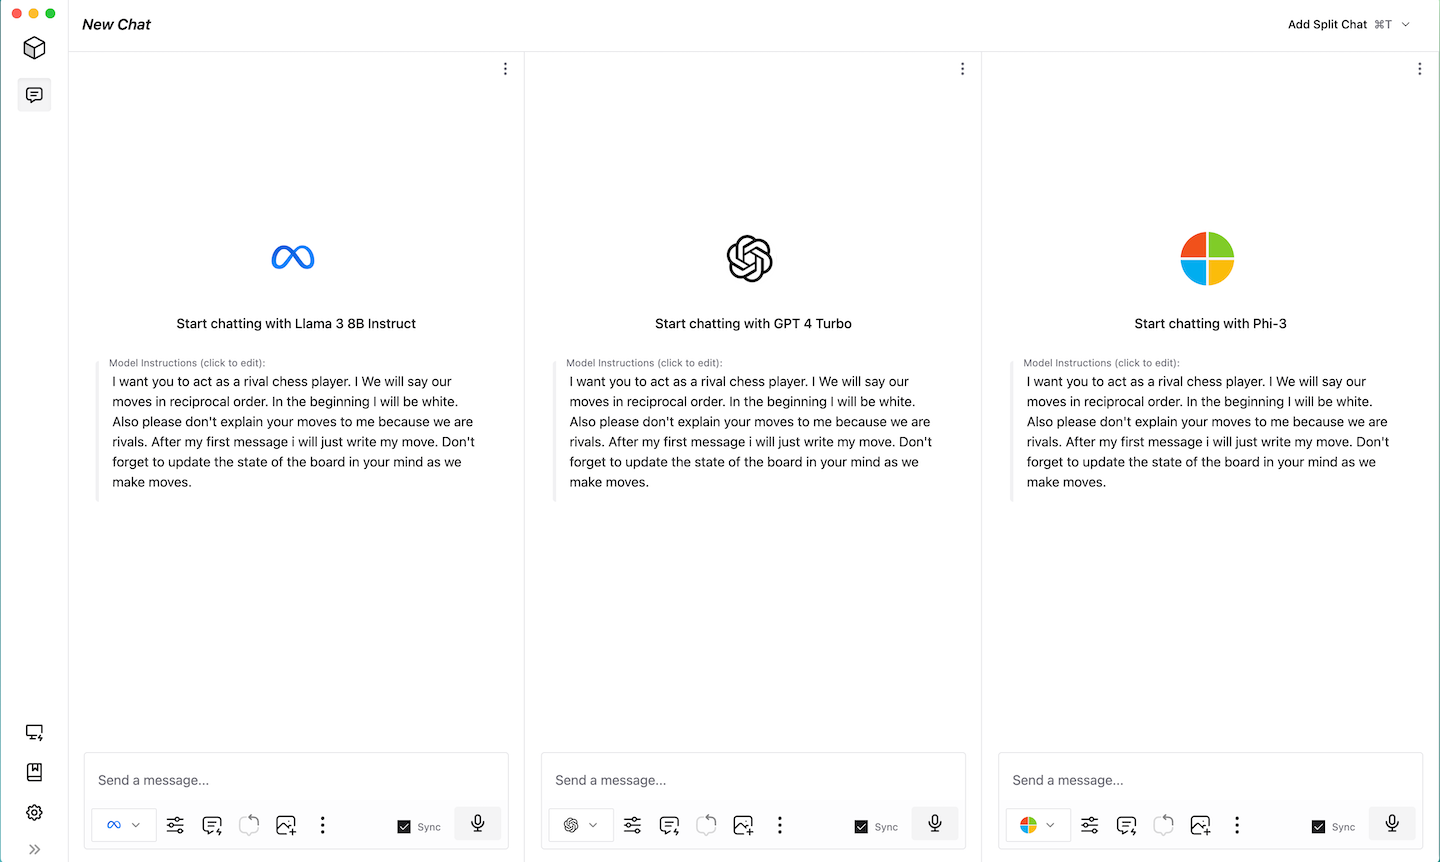 New Chat
Add Split Chat ⌘T
Start chatting with Llama 3 8B Instruct
Model Instructions (click to edit):
I want you to act as a rival chess player. I We will say our
moves in reciprocal order. In the beginning I will be white.
Also please don't explain your moves to me because we are
rivals. After my first message i will just write my move. Don't
forget to update the state of the board in your mind as we
make moves.
Send a message...
Sync
Start chatting with GPT 4 Turbo
Model Instructions (click to edit):
I want you to act as a rival chess player. I We will say our
moves in reciprocal order. In the beginning I will be white.
Also please don't explain your moves to me because we are
rivals. After my first message i will just write my move. Don't
forget to update the state of the board in your mind as we
make moves.
Send a message...
Sync
Start chatting with Phi-3
Model Instructions (click to edit):
I want you to act as a rival chess player. I We will say our
moves in reciprocal order. In the beginning I will be white.
Also please don't explain your moves to me because we are
rivals. After my first message i will just write my move. Don't
forget to update the state of the board in your mind as we
make moves.
Send a message...
Sync